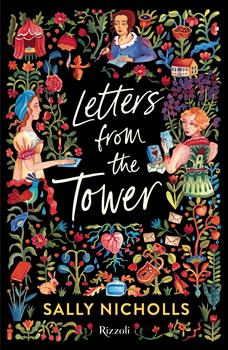 Letters
from
the
Tower
SALLY NICHOLLS
Rizzoli